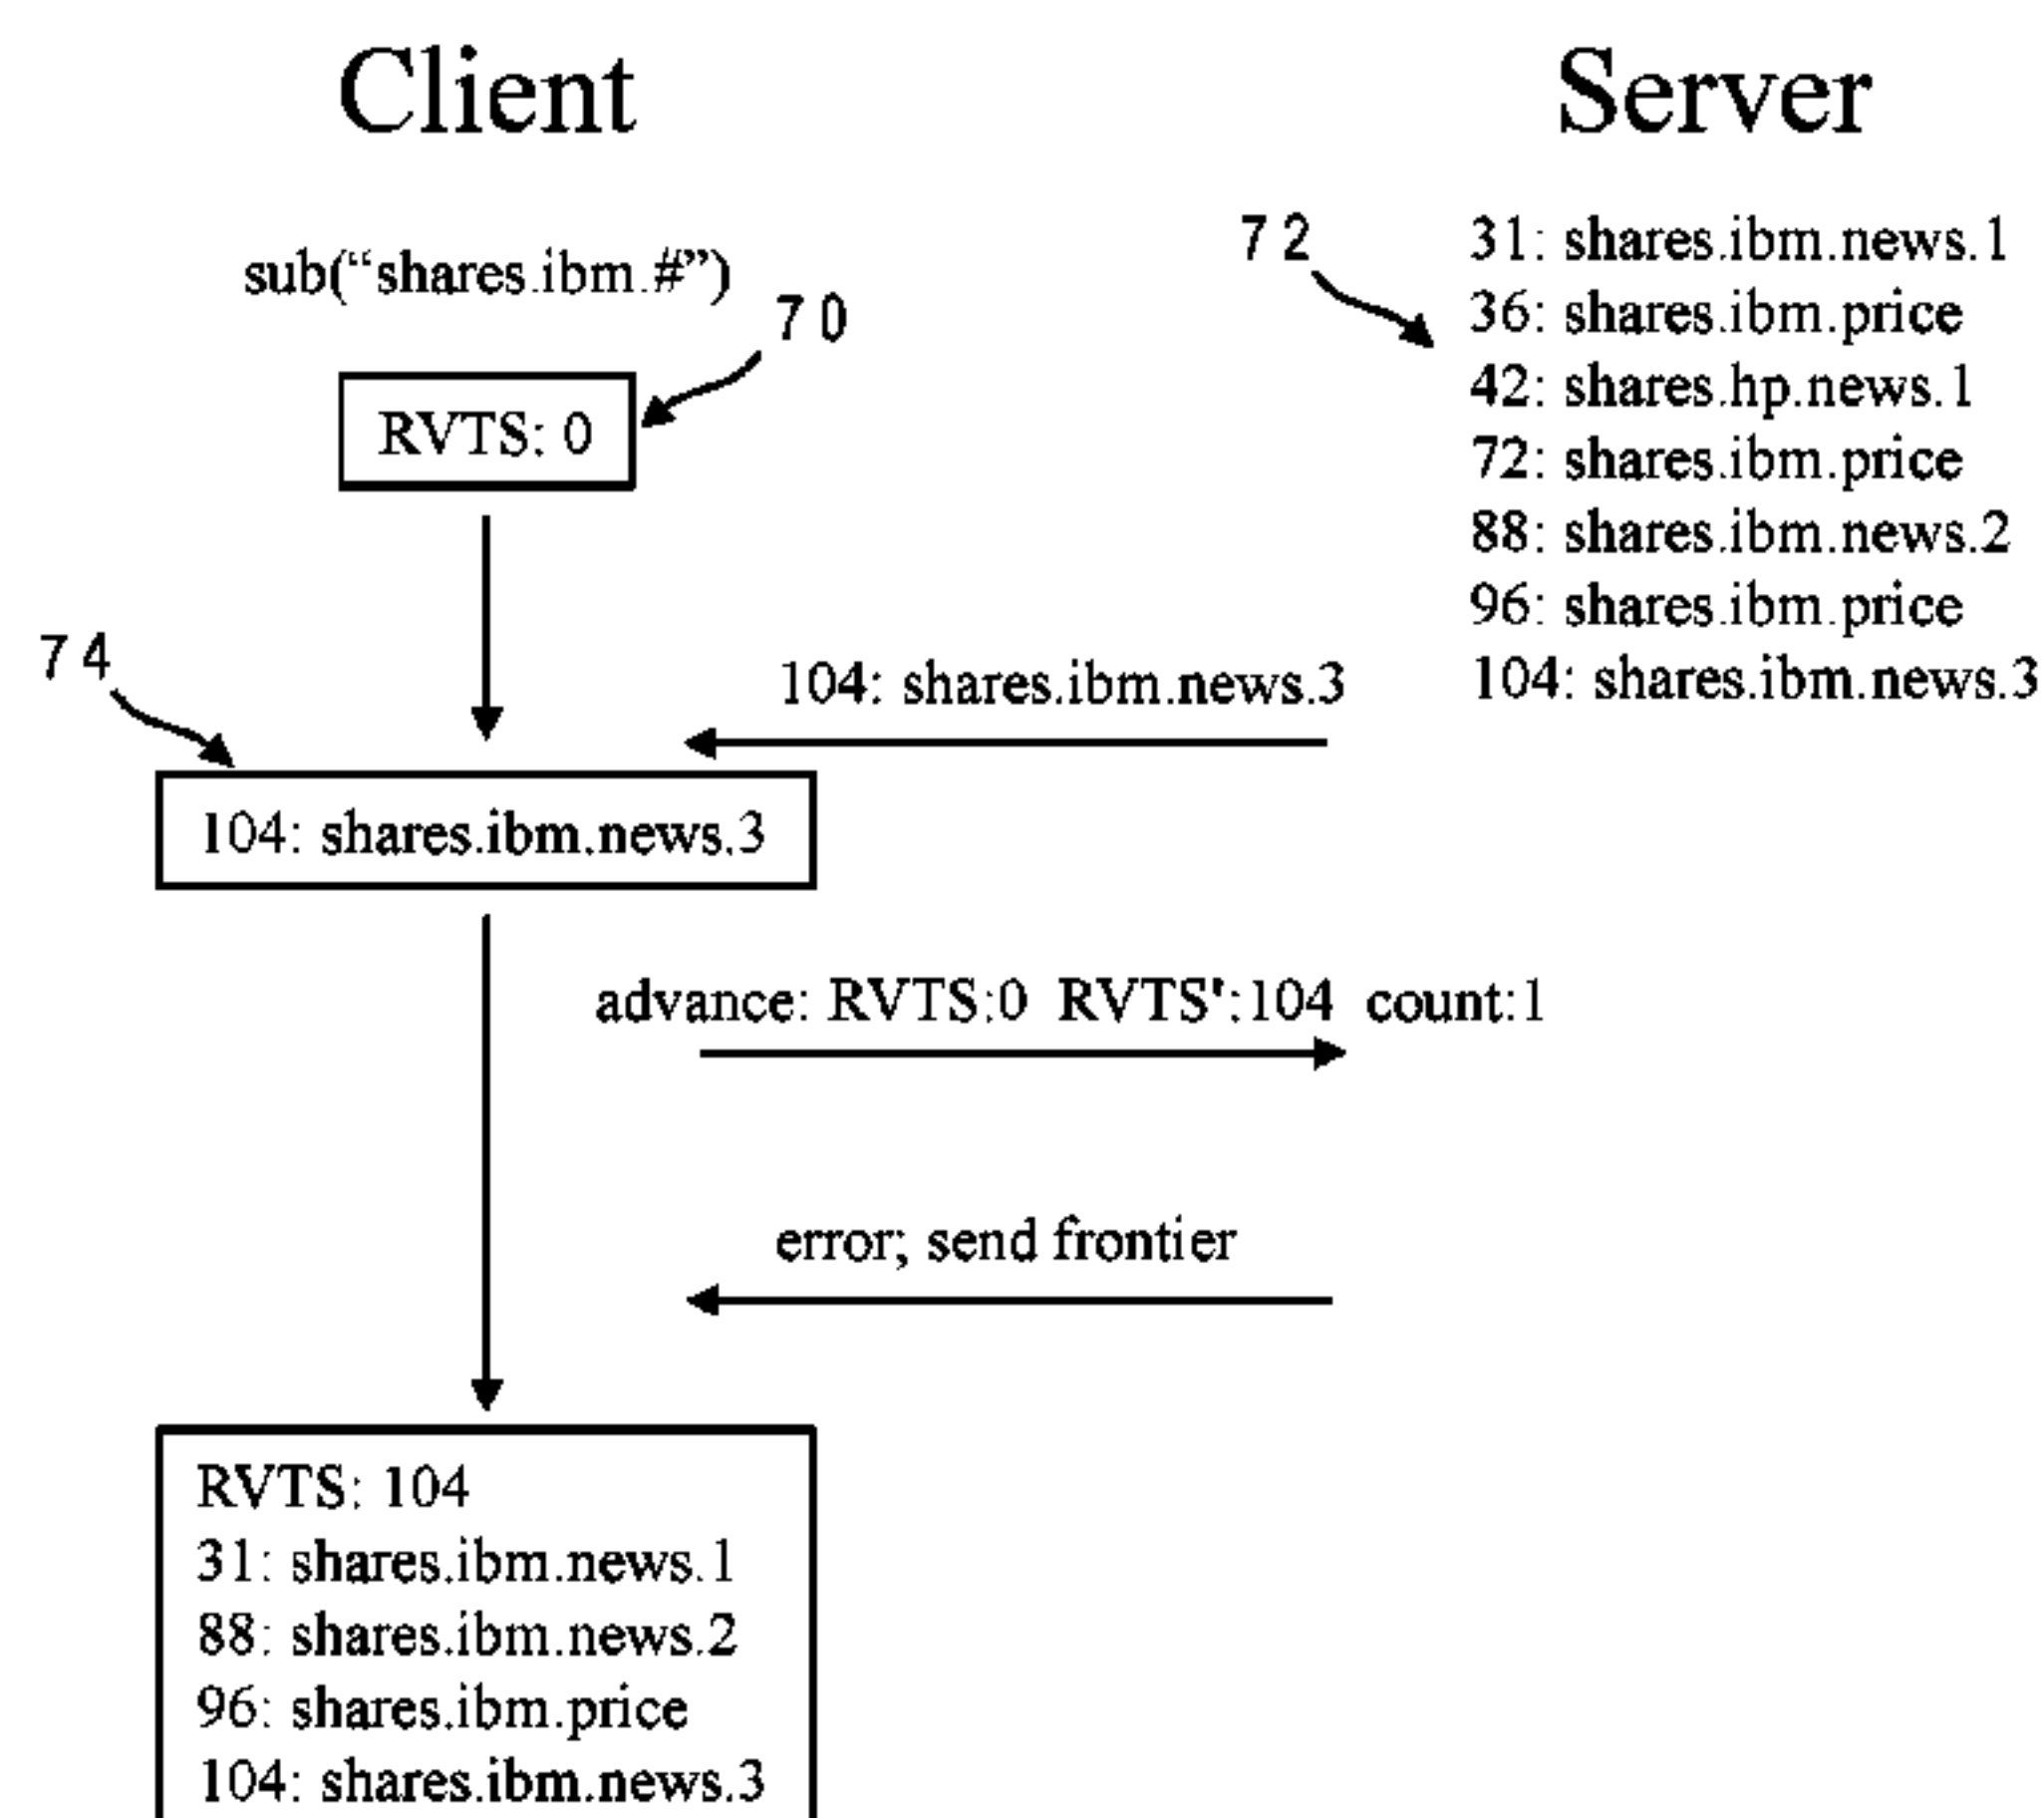 Client
Server
sub(“shares.ibm.#”)
70
RVTS: 0
72
31: shares.ibm.news.1
36: shares.ibm.price
42: shares.hp.news.1
72: shares.ibm.price
88: shares.ibm.news.2
96: shares.ibm.price
104: shares.ibm.news.3
104: shares.ibm.news.3
74
104: shares.ibm.news.3
advance: RVTS:0 RVTS':104 count:1
error; send frontier
RVTS: 104
31: shares.ibm.news.1
88: shares.ibm.news.2
96: shares.ibm.price
104: shares.ibm.news.3